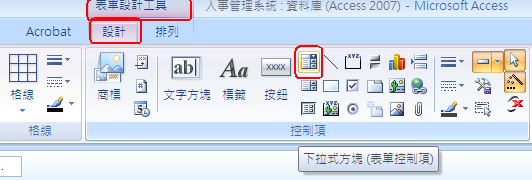 表單設計工具 人事管理系統 : 資料庫 (Access 2007) - Microsoft Access
Acrobat 設計 排列
格線 商標 ab| 文字方塊 Aa 標籤 xxxx 按鈕
格線 控制項
下拉式方塊 (表單控制項)
...